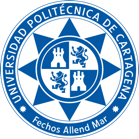 UNIVERSIDAD POLITÉCNICA DE CARTAGENA
Fechos Allend Mar